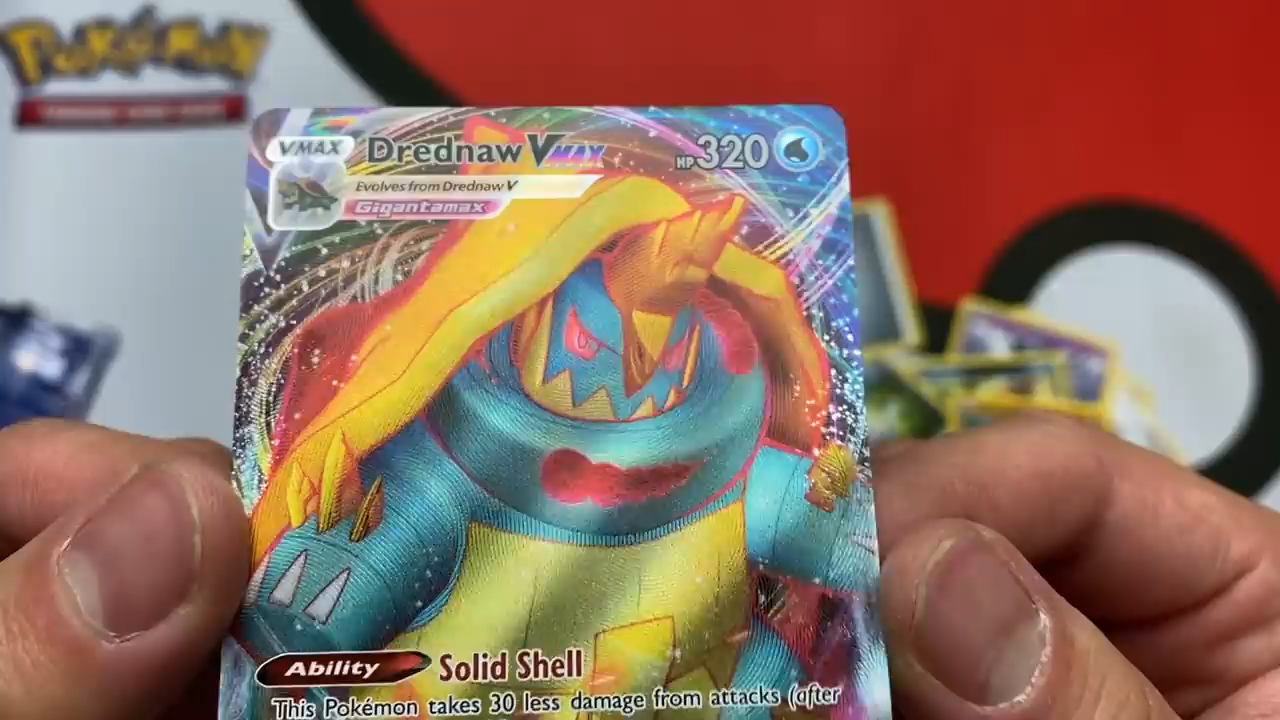 Pokémon
VMAX Drednaw VMAX HP 320
Evolves from Drednaw V
Gigantamax
Ability Solid Shell
This Pokémon takes 30 less damage from attacks (after